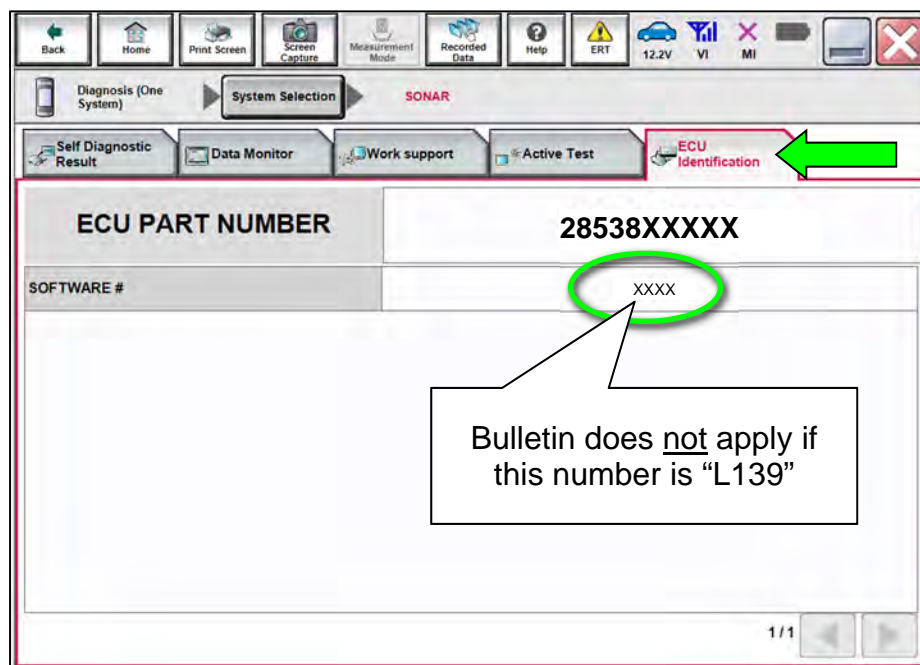 Back
Home
Print Screen
Screen
Capture
Measurement
Mode
Recorded
Data
Help
ERT
12.2V
VI
MI
Diagnosis (One
System)
System Selection
SONAR
Self Diagnostic
Result
Data Monitor
Work support
Active Test
ECU
Identification
ECU PART NUMBER
28538XXXXX
SOFTWARE #
XXXX
Bulletin does not apply if
this number is “L139”
1/1